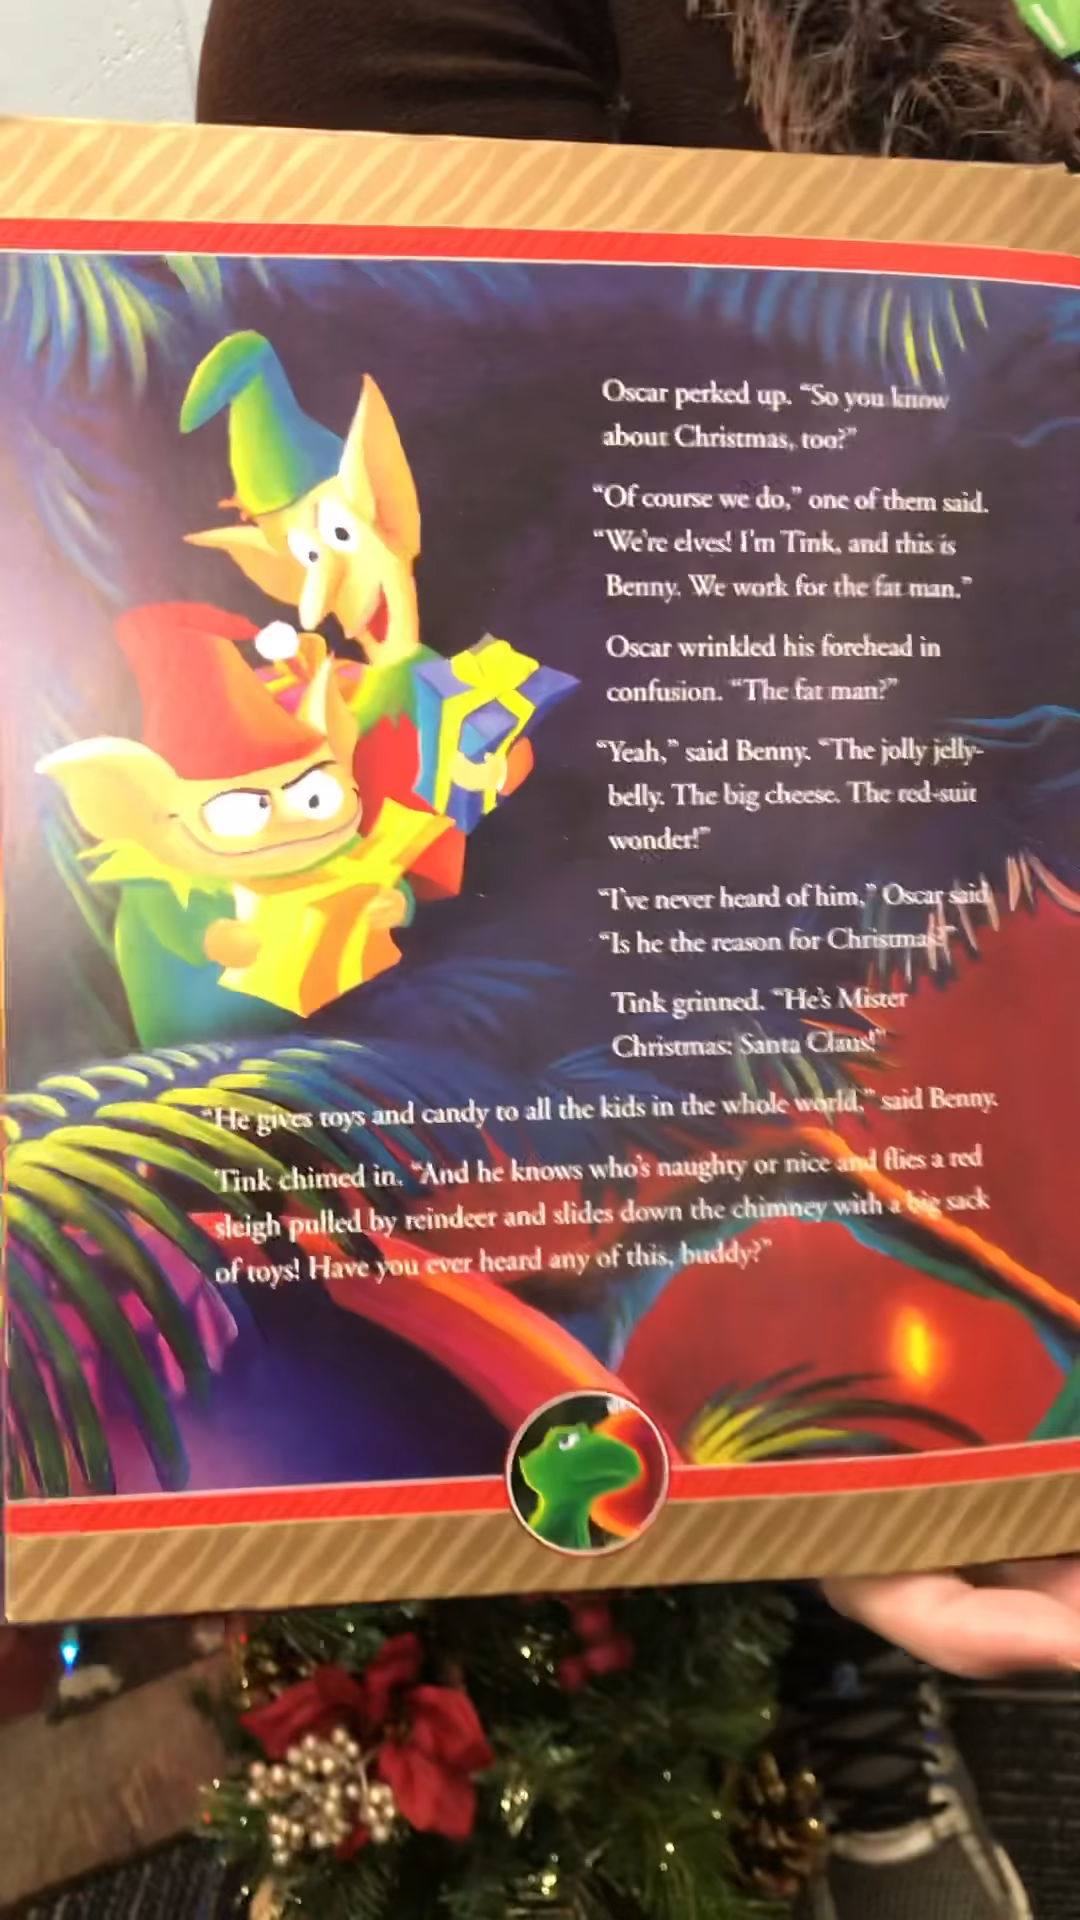 Oscar perked up. “So you know
about Christmas, too?”
“Of course we do,” one of them said.
“We're elves! I'm Tink, and this is
Benny. We work for the fat man.”
Oscar wrinkled his forehead in
confusion. “The fat man?”
“Yeah,” said Benny. “The jolly jelly-
belly. The big cheese. The red-suit
wonder!”
“I've never heard of him,” Oscar said.
“Is he the reason for Christmas?”
Tink grinned. “He's Mister
Christmas: Santa Claus!”
“He gives toys and candy to all the kids in the whole world,” said Benny.
Tink chimed in. “And he knows who's naughty or nice and flies a red
sleigh pulled by reindeer and slides down the chimney with a big sack
of toys! Have you ever heard any of this, buddy?”